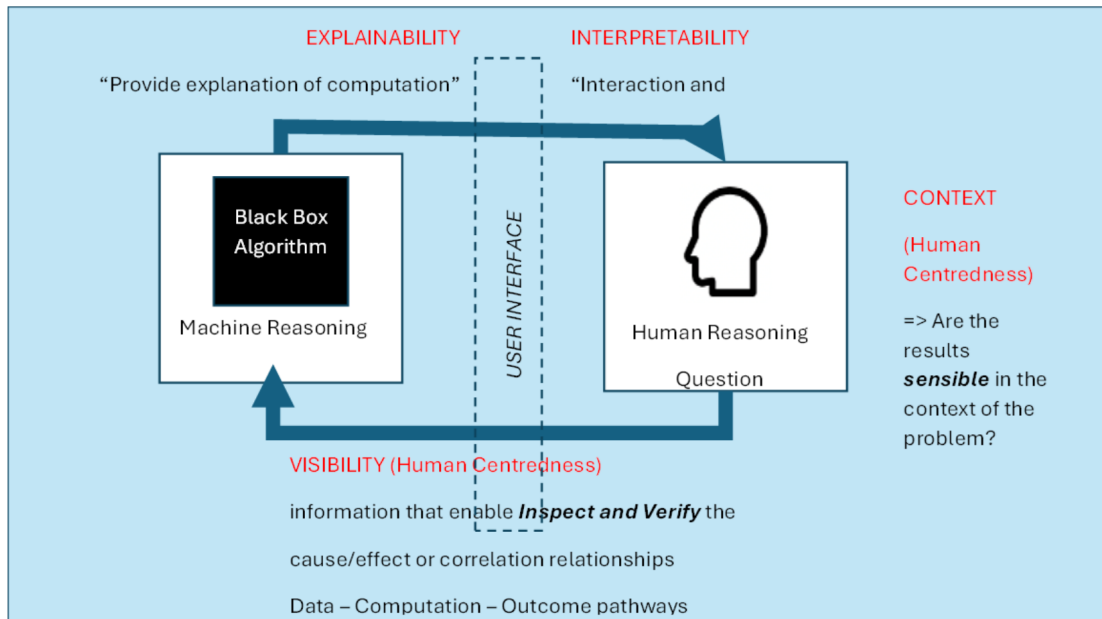 EXPLAINABILITY
INTERPRETABILITY
“Provide explanation of computation”
“Interaction and
Black Box
Algorithm
Machine Reasoning
USER INTERFACE
Human Reasoning
Question
CONTEXT
(Human
Centredness)
=> Are the
results
sensible in the
context of the
problem?
VISIBILITY (Human Centredness)
information that enable Inspect and Verify the
cause/effect or correlation relationships
Data – Computation – Outcome pathways